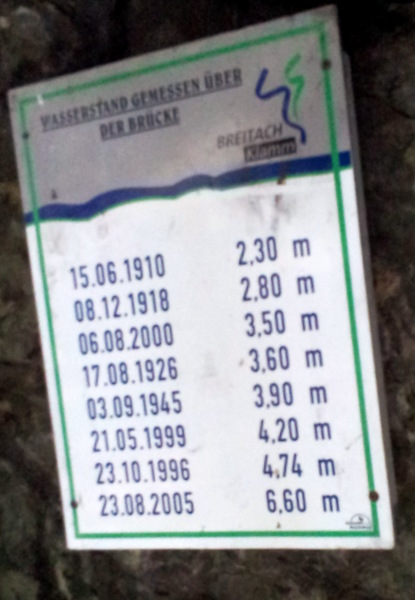 WASSERSTAND GEMESSEN ÜBER
DER BRÜCKE
BREITACH
Klamm
15.06.1910 2,30 m
08.12.1918 2,80 m
06.08.2000 3,50 m
17.08.1926 3,60 m
03.09.1945 3,90 m
21.05.1999 4,20 m
23.10.1996 4,74 m
23.08.2005 6,60 m